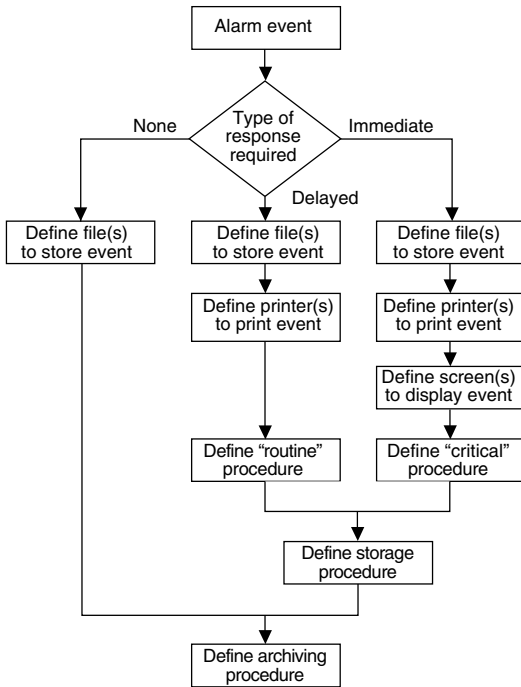 Alarm event
Type of
response
required
None
Immediate
Delayed
Define file(s)
to store event
Define file(s)
to store event
Define file(s)
to store event
Define printer(s)
to print event
Define printer(s)
to print event
Define screen(s)
to display event
Define “routine”
procedure
Define “critical”
procedure
Define storage
procedure
Define archiving
procedure